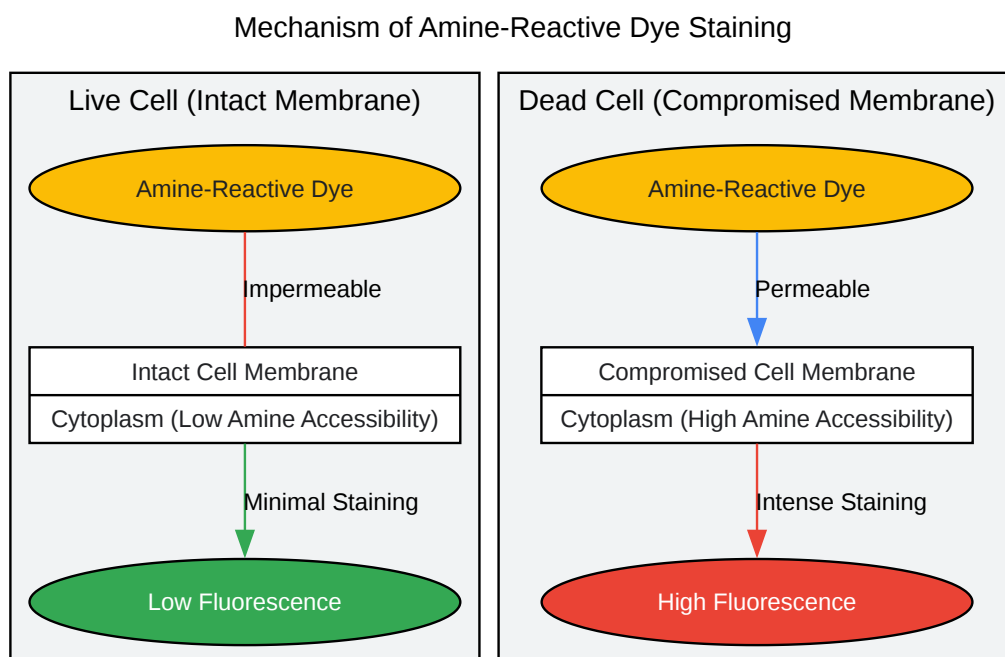 Mechanism of Amine-Reactive Dye Staining
Live Cell (Intact Membrane)
Amine-Reactive Dye
Impermeable
Intact Cell Membrane
Cytoplasm (Low Amine Accessibility)
Minimal Staining
Low Fluorescence
Dead Cell (Compromised Membrane)
Amine-Reactive Dye
Permeable
Compromised Cell Membrane
Cytoplasm (High Amine Accessibility)
Intense Staining
High Fluorescence